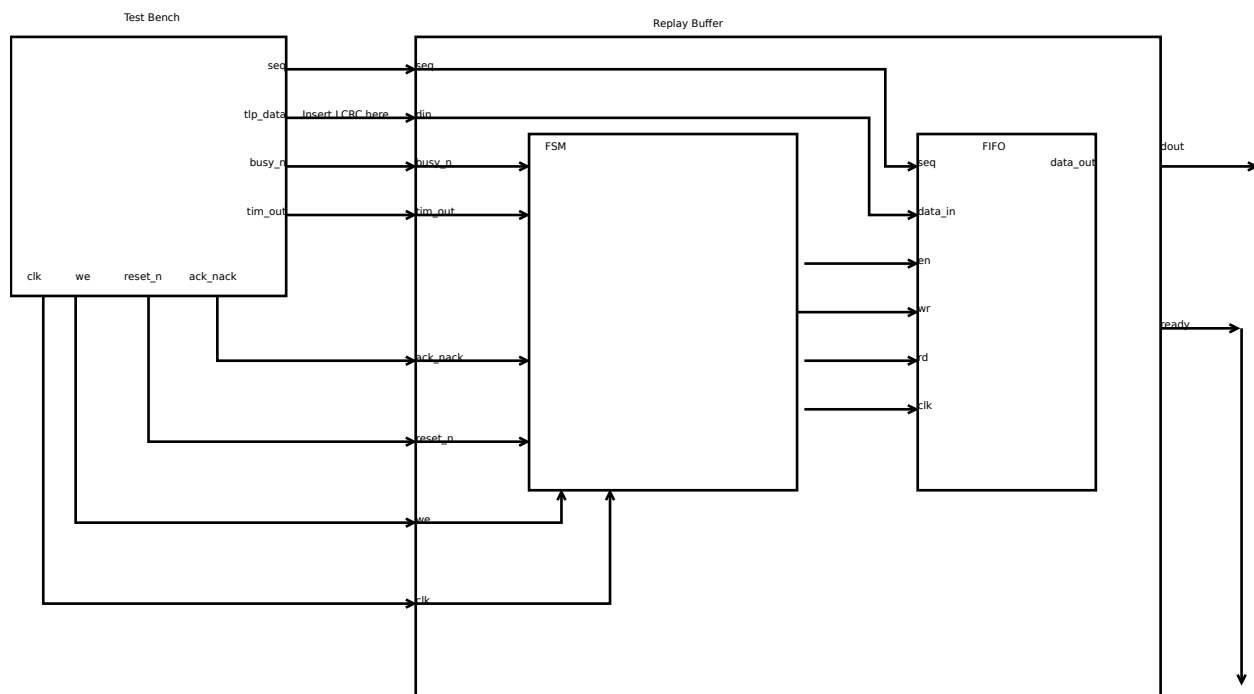 Test Bench
Replay Buffer
seq
tlp_data
busy_n
tim_out
clk we reset_n ack_nack
Insert LCRC here
seq
din
busy_n
tim_out
ack_nack
reset_n
we
clk
FSM
FIFO
seq
data_out
data_in
en
wr
rd
clk
dout
ready